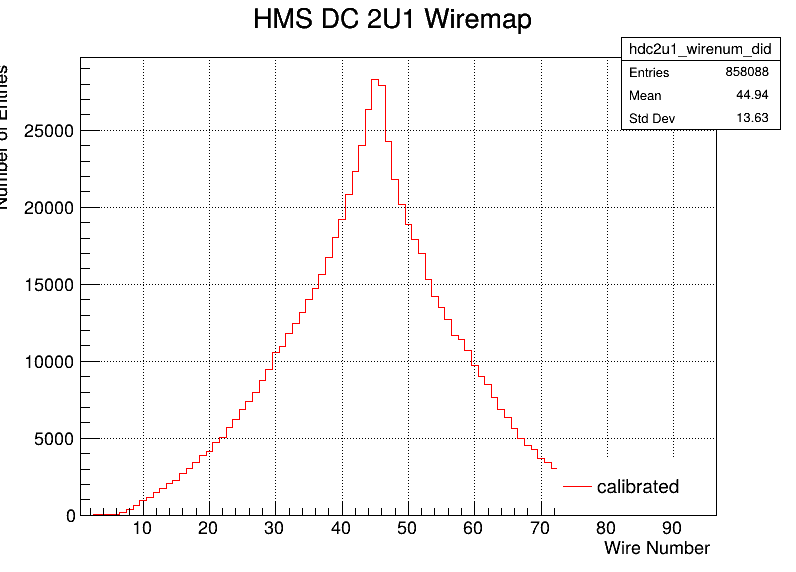 HMS DC 2U1 Wiremap
hdc2u1_wirenum_did
Entries 858088
Mean 44.94
Std Dev 13.63
Number of Entries
25000
20000
15000
10000
5000
0
calibrated
10 20 30 40 50 60 70 80 90
Wire Number